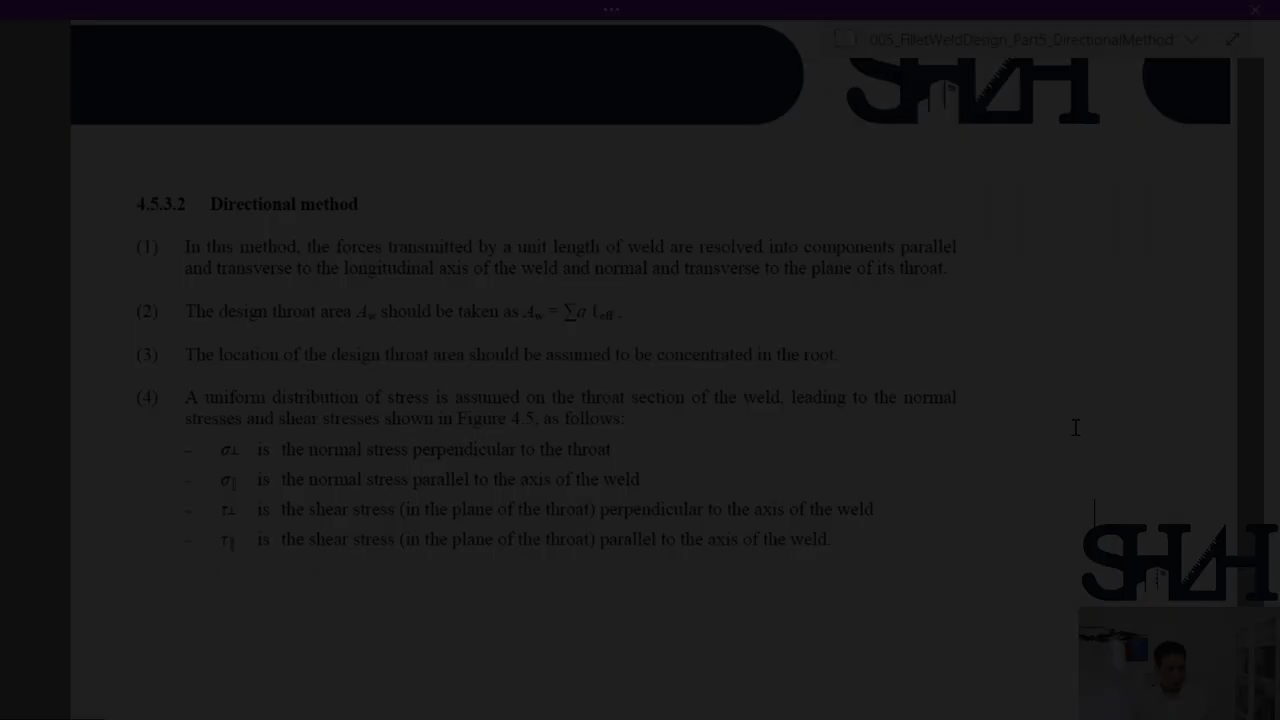 005_FilletWeldDesign_Part5_DirectionalMethod
SHZH
4.5.3.2 Directional method
(1) In this method, the forces transmitted by a unit length of weld are resolved into components parallel
and transverse to the longitudinal axis of the weld and normal and transverse to the plane of its throat.
(2) The design throat area Aw should be taken as Aw = ∑a ℓeff .
(3) The location of the design throat area should be assumed to be concentrated in the root.
(4) A uniform distribution of stress is assumed on the throat section of the weld, leading to the normal
stresses and shear stresses shown in Figure 4.5, as follows:
– σ⊥ is the normal stress perpendicular to the throat
– σ∥ is the normal stress parallel to the axis of the weld
– τ⊥ is the shear stress (in the plane of the throat) perpendicular to the axis of the weld
– τ∥ is the shear stress (in the plane of the throat) parallel to the axis of the weld.
SHZH